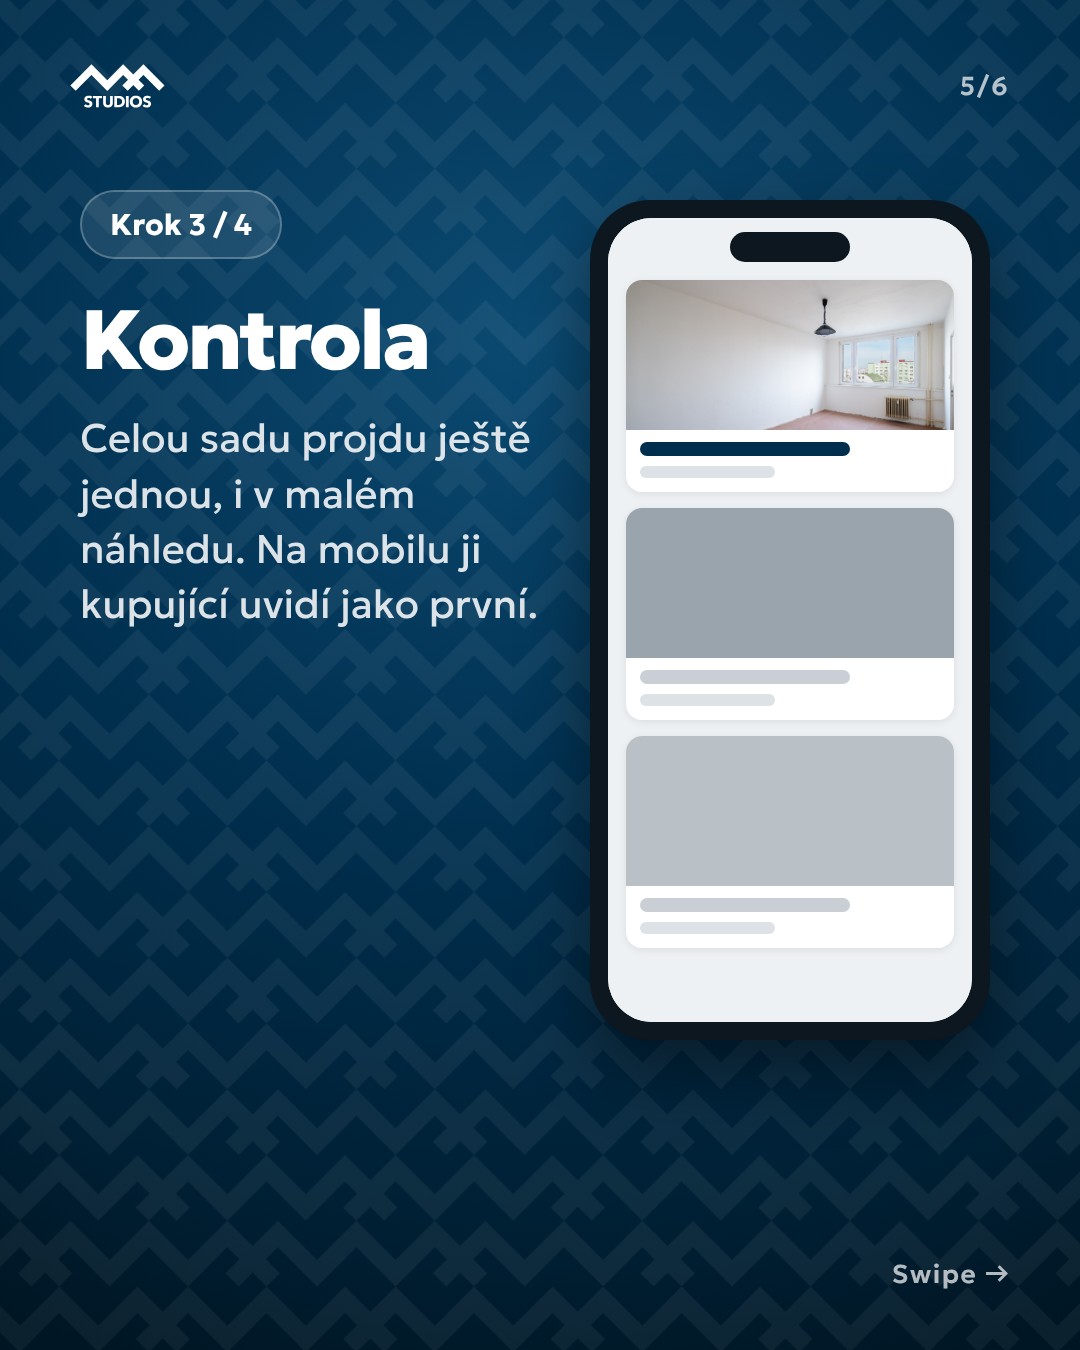 STUDIOS
5/6
Krok 3 / 4
Kontrola
Celou sadu projdu ještě
jednou, i v malém
náhledu. Na mobilu ji
kupující uvidí jako první.
Swipe →